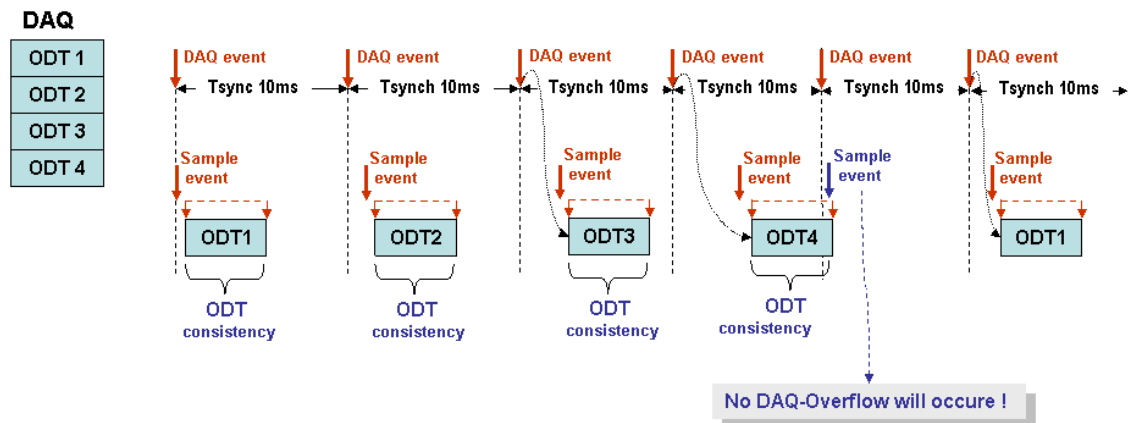 DAQ
ODT 1
ODT 2
ODT 3
ODT 4
DAQ event
DAQ event
DAQ event
DAQ event
DAQ event
DAQ event
Tsync 10ms
Tsynch 10ms
Tsynch 10ms
Tsynch 10ms
Tsynch 10ms
Tsynch 10ms
Sample
event
Sample
event
Sample
event
Sample
event
Sample
event
Sample
event
ODT1
ODT2
ODT3
ODT4
ODT1
ODT
consistency
ODT
consistency
ODT
consistency
ODT
consistency
No DAQ-Overflow will occure !